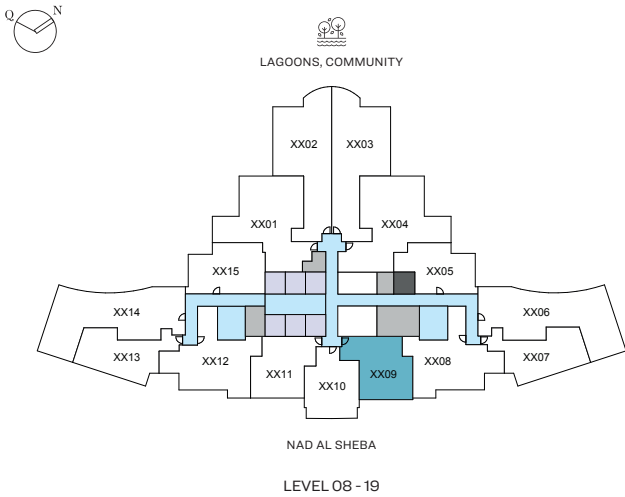 Q N
LAGOONS, COMMUNITY
XX02 XX03
XX01 XX04
XX15 XX05
XX14 XX06
XX13 XX12 XX11 XX10 XX09 XX08 XX07
NAD AL SHEBA
LEVEL 08 - 19